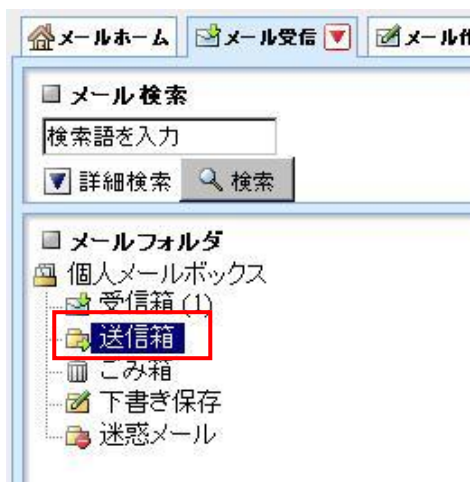 メールホーム メール受信 メール作
メール検索
検索語を入力
詳細検索 検索
メールフォルダ
個人メールボックス
受信箱 (1)
送信箱
ごみ箱
下書き保存
迷惑メール